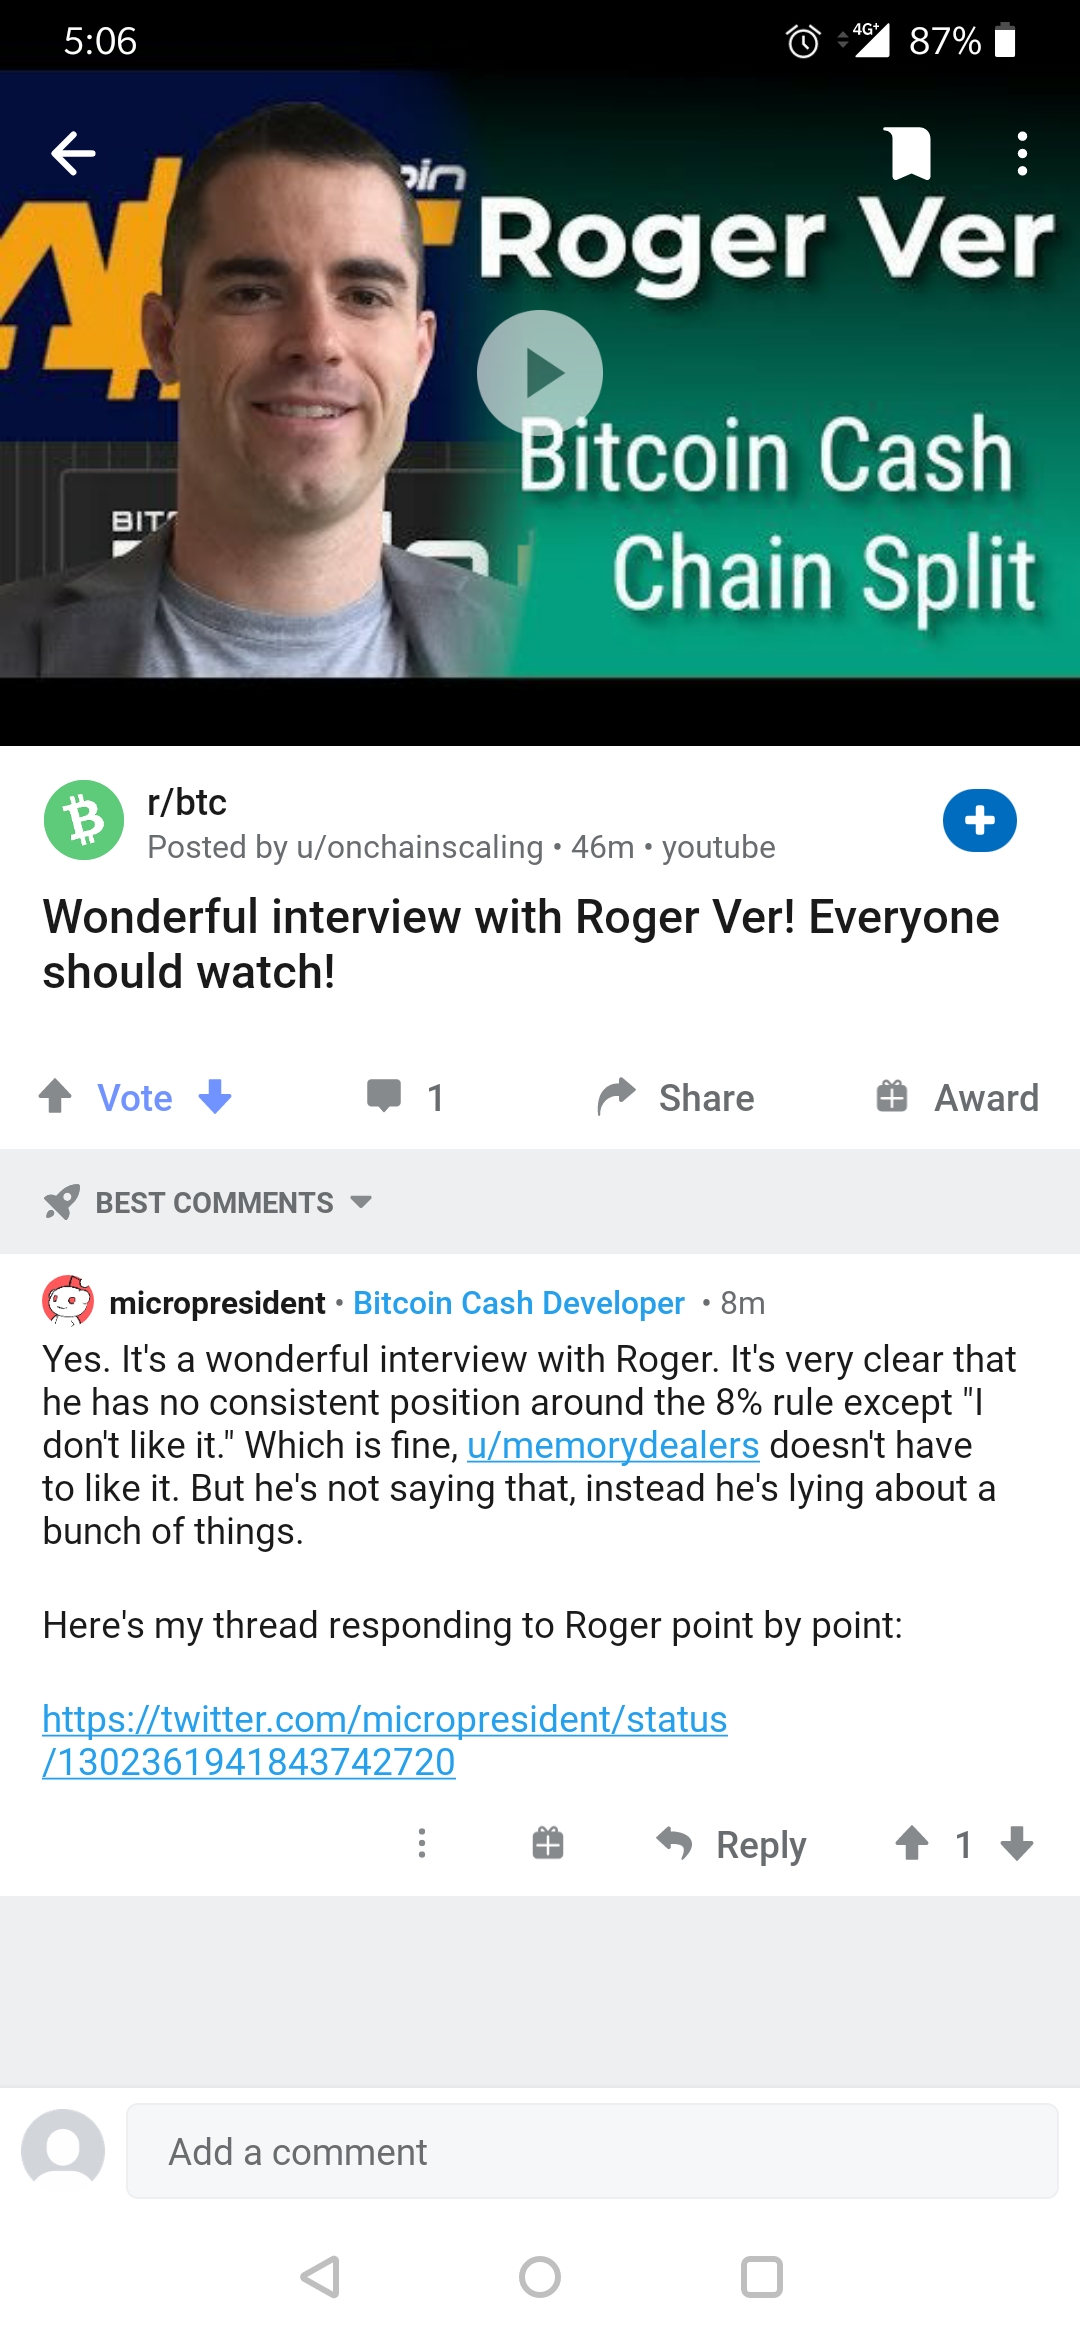 5:06
4G+ 87%
oin
Roger Ver
Bitcoin Cash
Chain Split
r/btc
Posted by u/onchainscaling • 46m • youtube
Wonderful interview with Roger Ver! Everyone
should watch!
Vote 1 Share Award
BEST COMMENTS
micropresident • Bitcoin Cash Developer • 8m
Yes. It's a wonderful interview with Roger. It's very clear that
he has no consistent position around the 8% rule except "I
don't like it." Which is fine, u/memorydealers doesn't have
to like it. But he's not saying that, instead he's lying about a
bunch of things.
Here's my thread responding to Roger point by point:
https://twitter.com/micropresident/status
/1302361941843742720
Reply 1
Add a comment